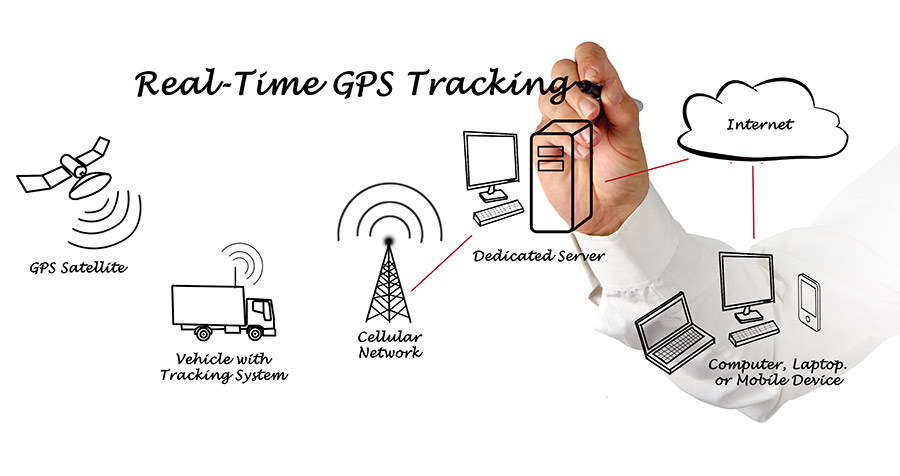 Real-Time GPS Tracking
Internet
GPS Satellite
Dedicated Server
Vehicle with
Tracking System
Cellular
Network
Computer, Laptop.
or Mobile Device